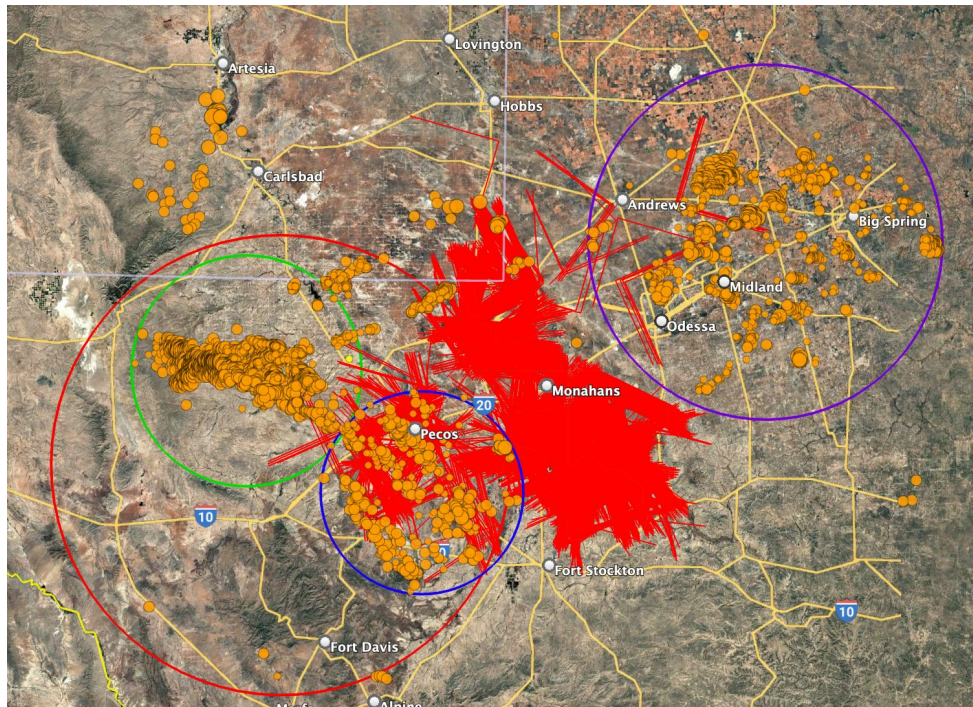 Lovington
Artesia
Hobbs
Carlsbad
Andrews
Big Spring
Midland
Odessa
Monahans
20
Pecos
10
Fort Stockton
10
Fort Davis
Alpine